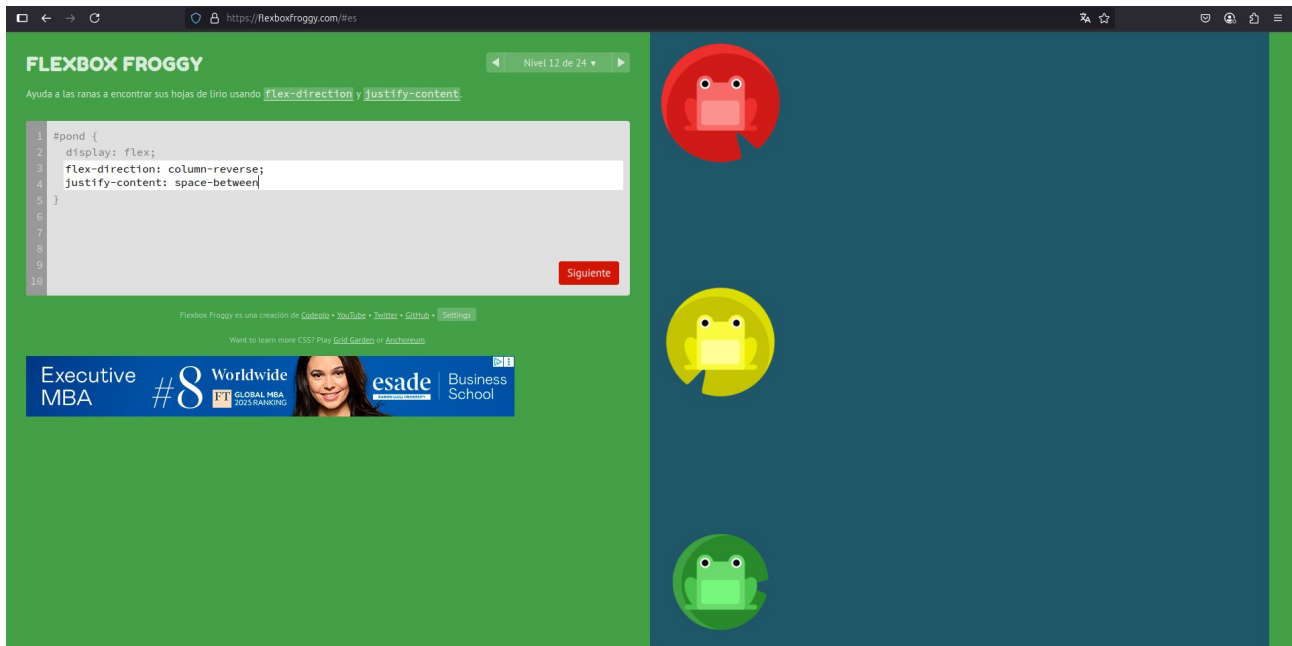 https://flexboxfroggy.com/#es
FLEXBOX FROGGY
Nivel 12 de 24 ▾
Ayuda a las ranas a encontrar sus hojas de lirio usando flex-direction y justify-content.
1 #pond {
2 display: flex;
3 flex-direction: column-reverse;
4 justify-content: space-between
5 }
6
7
8
9
10
Siguiente
Flexbox Froggy es una creación de Codepip • YouTube • Twitter • GitHub • Settings
Want to learn more CSS? Play Grid Garden or Anchoreum.
Executive MBA
#8 Worldwide
FT GLOBAL MBA 2025 RANKING
esade
RAMON LLULL UNIVERSITY
Business School